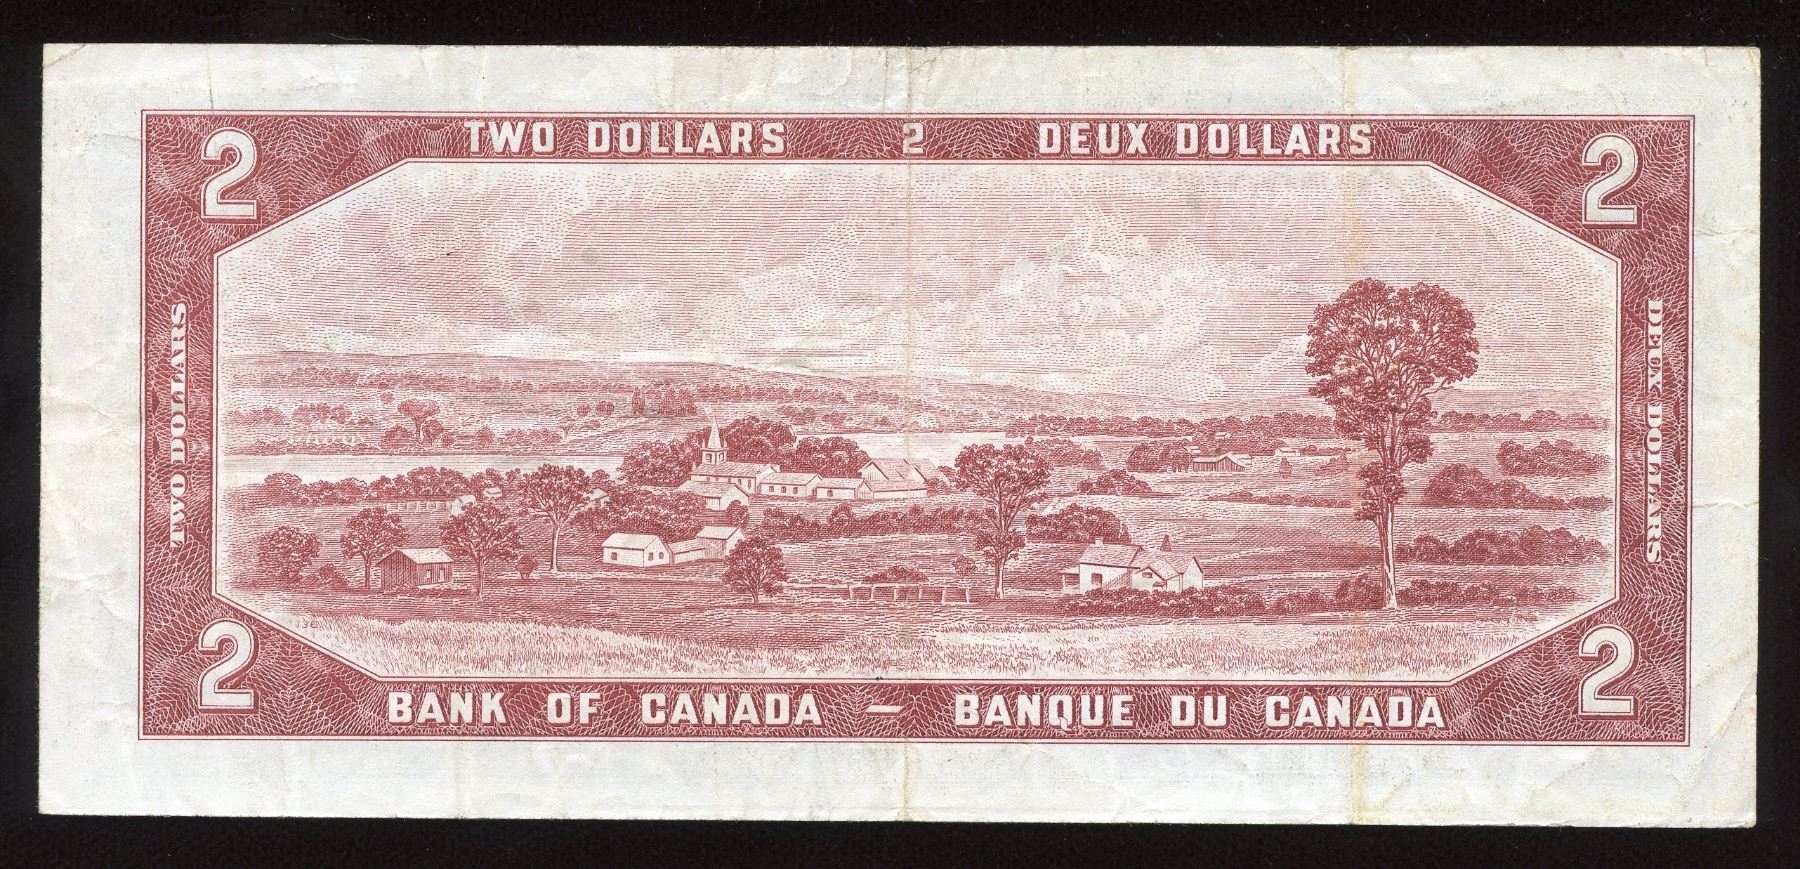 TWO DOLLARS 2 DEUX DOLLARS
2 2
TWO DOLLARS
DEUX DOLLARS
2 2
BANK OF CANADA – BANQUE DU CANADA